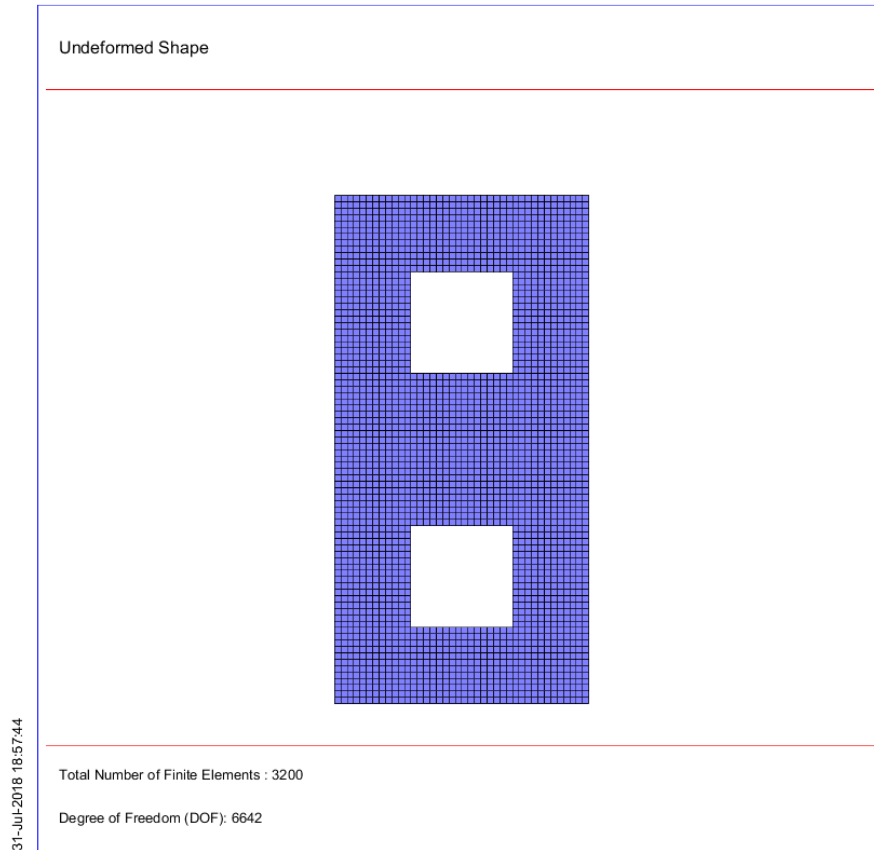 Undeformed Shape
Total Number of Finite Elements : 3200
Degree of Freedom (DOF): 6642
31-Jul-2018 18:57:44